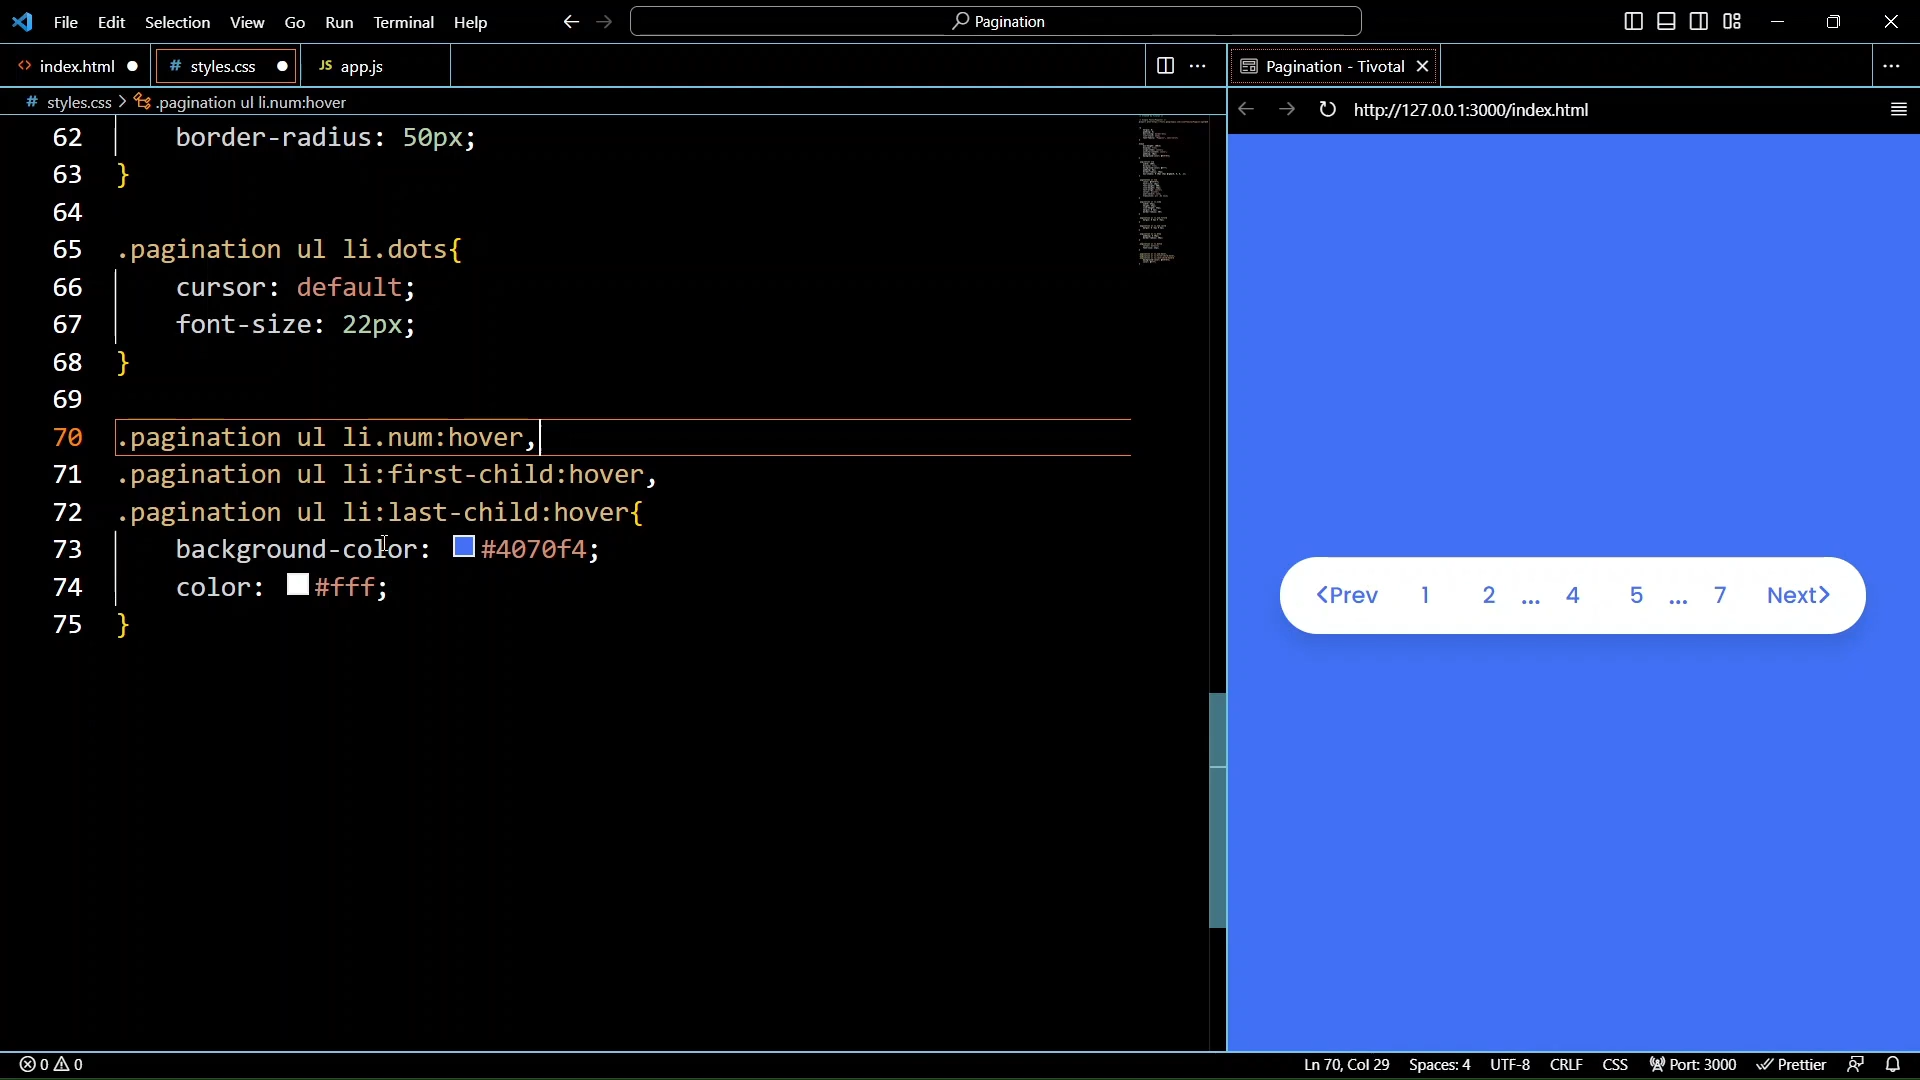 File Edit Selection View Go Run Terminal Help Pagination
index.html # styles.css JS app.js Pagination - Tivotal
# styles.css > .pagination ul li.num:hover
http://127.0.0.1:3000/index.html
62 border-radius: 50px;
63 }
64
65 .pagination ul li.dots{
66 cursor: default;
67 font-size: 22px;
68 }
69
70 .pagination ul li.num:hover,
71 .pagination ul li:first-child:hover,
72 .pagination ul li:last-child:hover{
73 background-color: #4070f4;
74 color: #fff;
75 }
Prev 1 2 ... 4 5 ... 7 Next
0 0 Ln 70, Col 29 Spaces: 4 UTF-8 CRLF CSS Port: 3000 Prettier